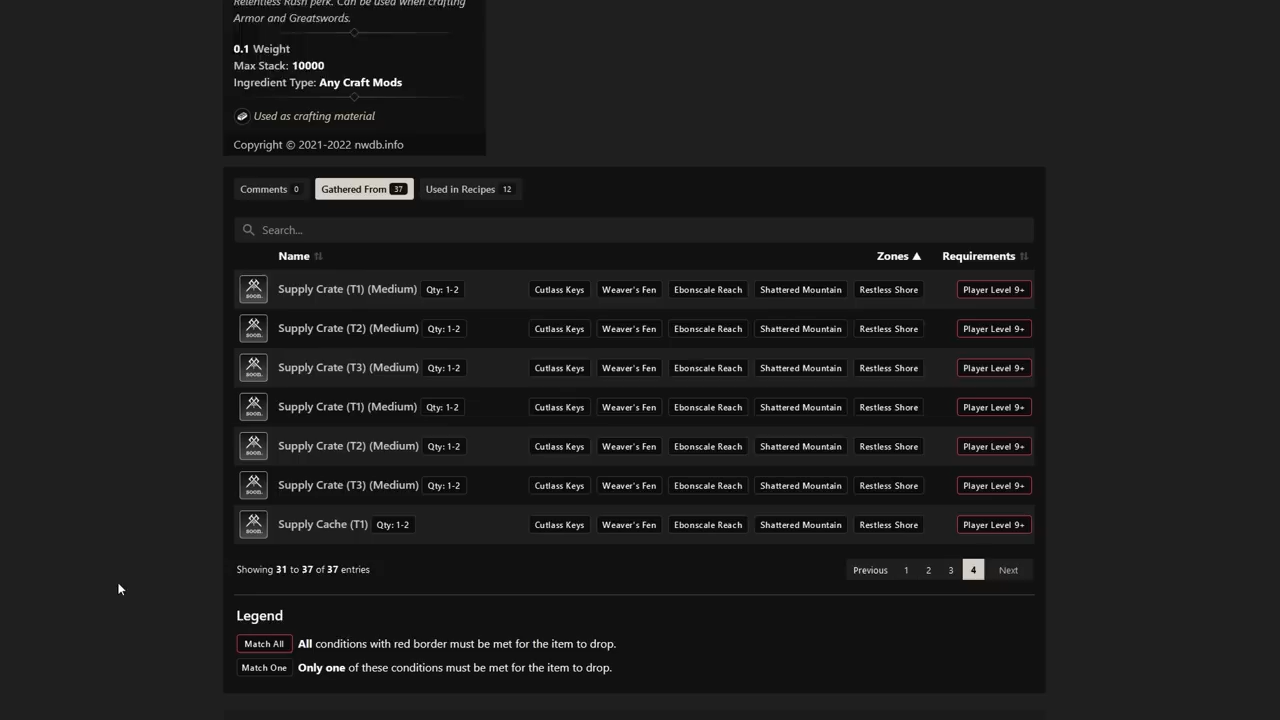 Relentless Rush perk. Can be used when crafting
Armor and Greatswords.
0.1 Weight
Max Stack: 10000
Ingredient Type: Any Craft Mods
Used as crafting material
Copyright © 2021-2022 nwdb.info
Comments 0 Gathered From 37 Used in Recipes 12
Search...
Name Zones Requirements
soon. Supply Crate (T1) (Medium) Qty: 1-2 Cutlass Keys Weaver's Fen Ebonscale Reach Shattered Mountain Restless Shore Player Level 9+
soon. Supply Crate (T2) (Medium) Qty: 1-2 Cutlass Keys Weaver's Fen Ebonscale Reach Shattered Mountain Restless Shore Player Level 9+
soon. Supply Crate (T3) (Medium) Qty: 1-2 Cutlass Keys Weaver's Fen Ebonscale Reach Shattered Mountain Restless Shore Player Level 9+
soon. Supply Crate (T1) (Medium) Qty: 1-2 Cutlass Keys Weaver's Fen Ebonscale Reach Shattered Mountain Restless Shore Player Level 9+
soon. Supply Crate (T2) (Medium) Qty: 1-2 Cutlass Keys Weaver's Fen Ebonscale Reach Shattered Mountain Restless Shore Player Level 9+
soon. Supply Crate (T3) (Medium) Qty: 1-2 Cutlass Keys Weaver's Fen Ebonscale Reach Shattered Mountain Restless Shore Player Level 9+
soon. Supply Cache (T1) Qty: 1-2 Cutlass Keys Weaver's Fen Ebonscale Reach Shattered Mountain Restless Shore Player Level 9+
Showing 31 to 37 of 37 entries Previous 1 2 3 4 Next
Legend
Match All All conditions with red border must be met for the item to drop.
Match One Only one of these conditions must be met for the item to drop.